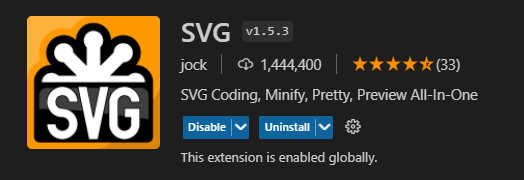 SVG
SVG v1.5.3
jock 1,444,400 (33)
SVG Coding, Minify, Pretty, Preview All-In-One
Disable Uninstall
This extension is enabled globally.